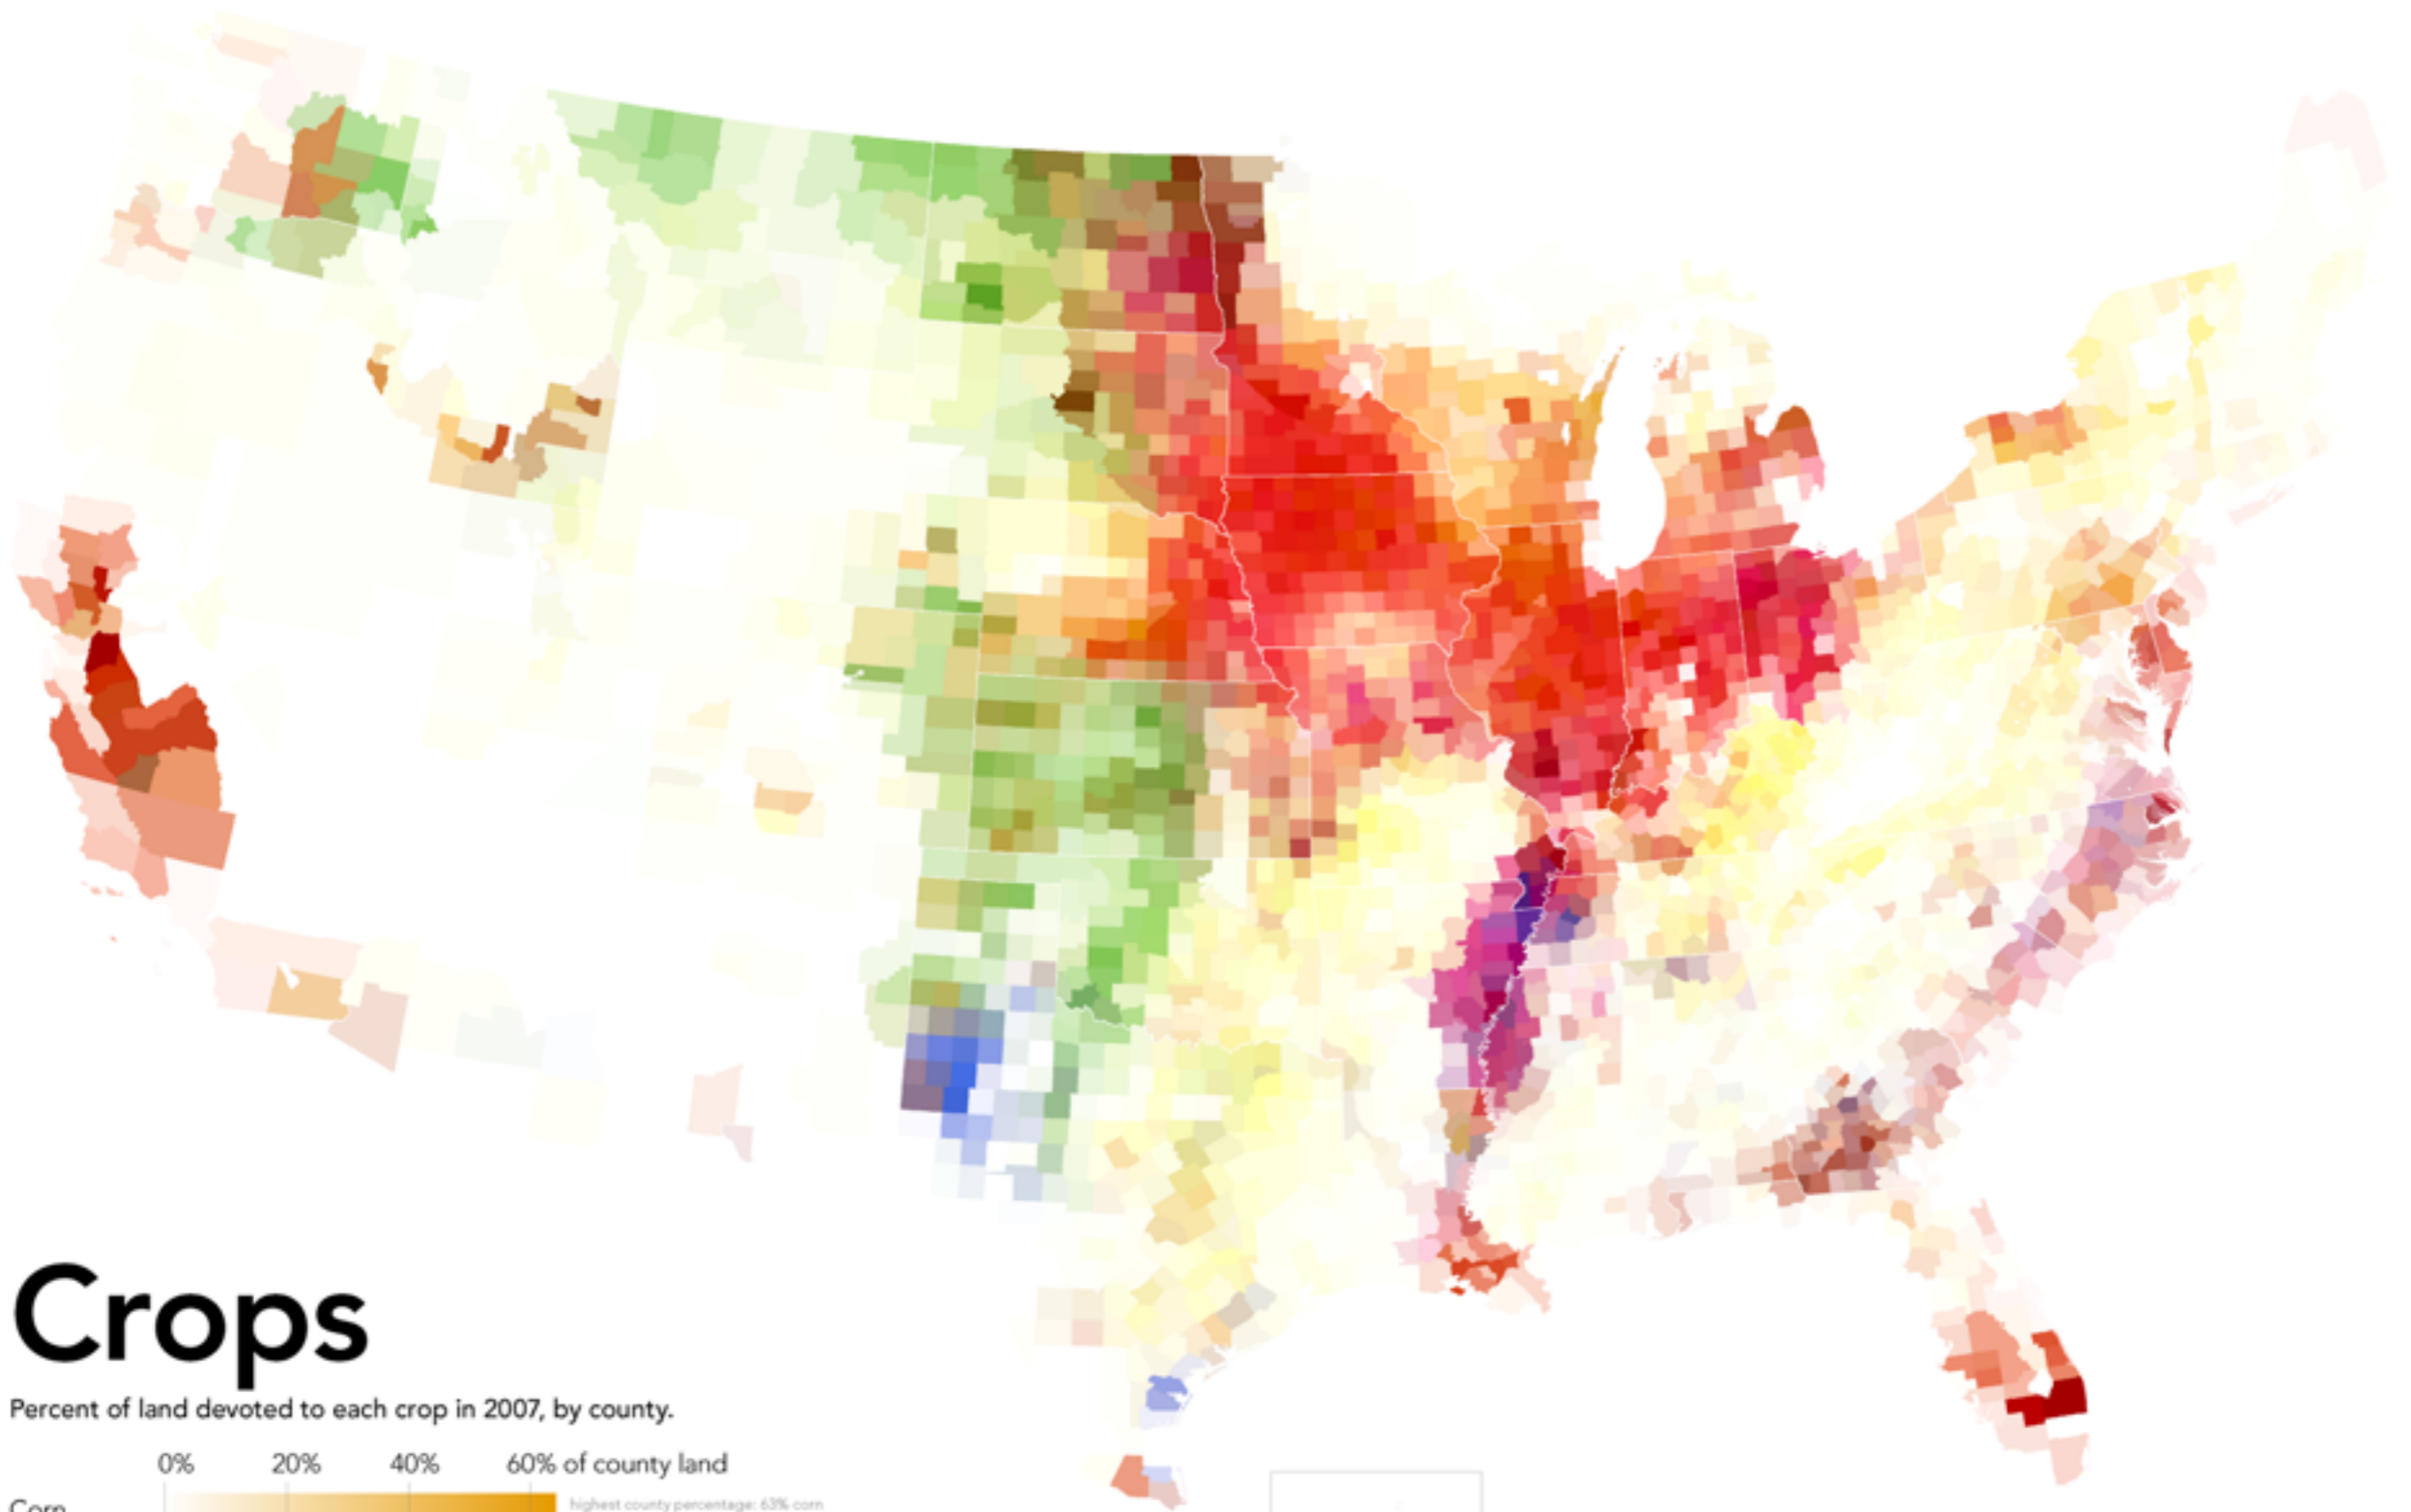 Crops
Percent of land devoted to each crop in 2007, by county.
0% 20% 40% 60% of county land
Corn
highest county percentage: 63% corn